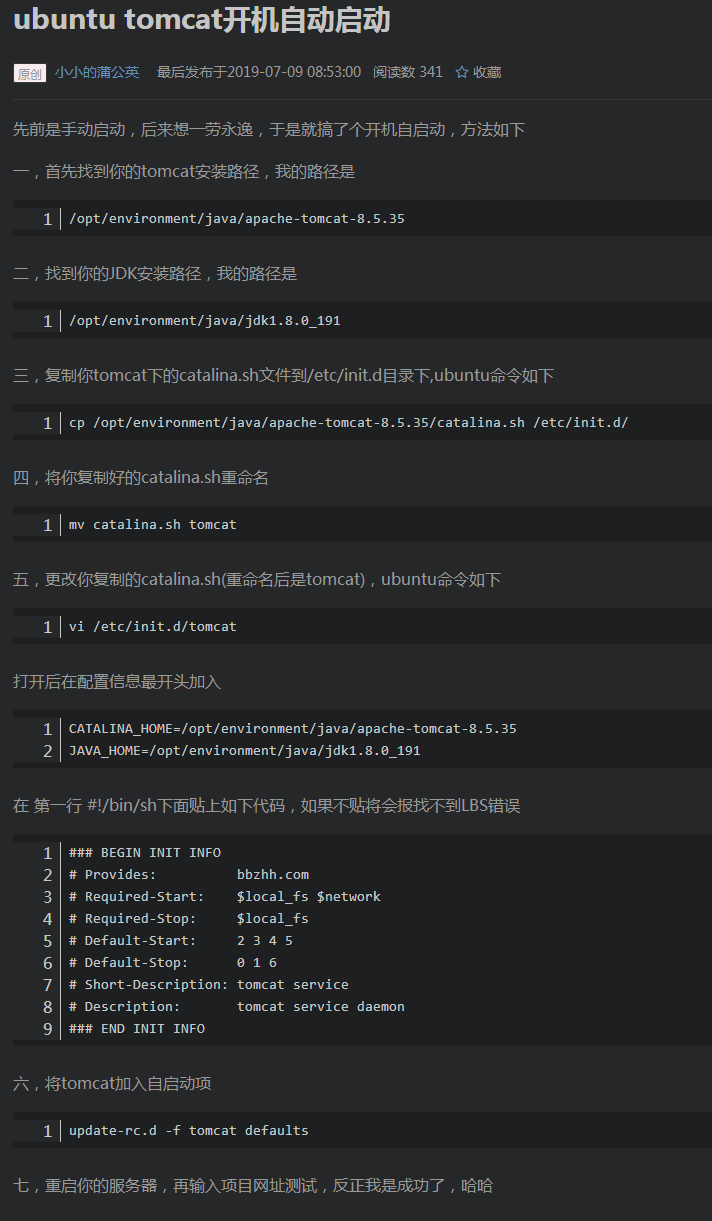 ubuntu tomcat开机自动启动
原创 小小的蒲公英 最后发布于2019-07-09 08:53:00 阅读数 341 ☆ 收藏
先前是手动启动，后来想一劳永逸，于是就搞了个开机自启动，方法如下
一，首先找到你的tomcat安装路径，我的路径是
1 /opt/environment/java/apache-tomcat-8.5.35
二，找到你的JDK安装路径，我的路径是
1 /opt/environment/java/jdk1.8.0_191
三，复制你tomcat下的catalina.sh文件到/etc/init.d目录下,ubuntu命令如下
1 cp /opt/environment/java/apache-tomcat-8.5.35/catalina.sh /etc/init.d/
四，将你复制好的catalina.sh重命名
1 mv catalina.sh tomcat
五，更改你复制的catalina.sh(重命名后是tomcat)，ubuntu命令如下
1 vi /etc/init.d/tomcat
打开后在配置信息最开头加入
1 CATALINA_HOME=/opt/environment/java/apache-tomcat-8.5.35
2 JAVA_HOME=/opt/environment/java/jdk1.8.0_191
在 第一行 #!/bin/sh下面贴上如下代码，如果不贴将会报找不到LBS错误
1 ### BEGIN INIT INFO
2 # Provides:          bbzhh.com
3 # Required-Start:    $local_fs $network
4 # Required-Stop:     $local_fs
5 # Default-Start:     2 3 4 5
6 # Default-Stop:      0 1 6
7 # Short-Description: tomcat service
8 # Description:       tomcat service daemon
9 ### END INIT INFO
六，将tomcat加入自启动项
1 update-rc.d -f tomcat defaults
七，重启你的服务器，再输入项目网址测试，反正我是成功了，哈哈